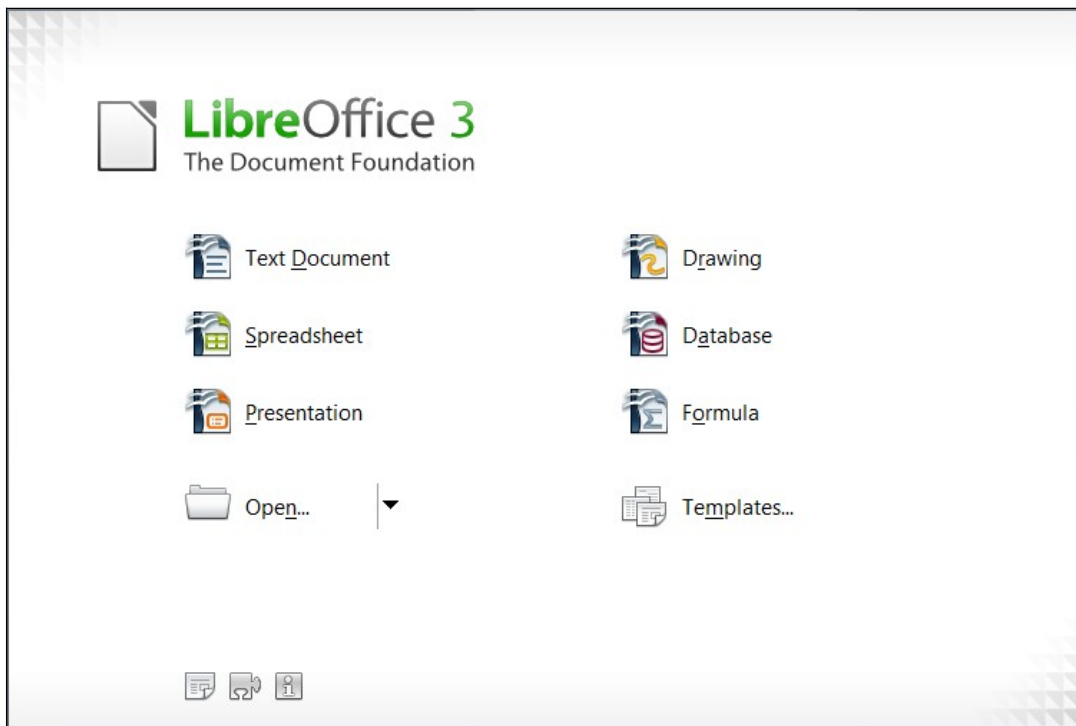 LibreOffice 3
The Document Foundation
Text Document
Drawing
Spreadsheet
Database
Presentation
Formula
Open...
Templates...